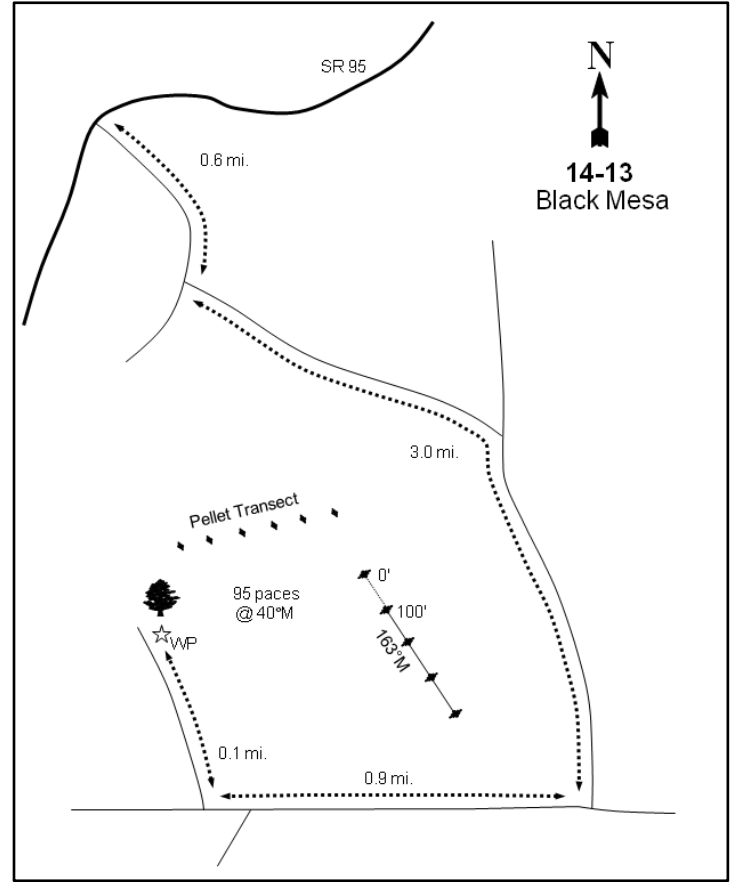 SR 95
N
14-13
Black Mesa
0.6 mi.
3.0 mi.
Pellet Transect
95 paces
@ 40°M
0'
100'
163°M
WP
0.1 mi.
0.9 mi.